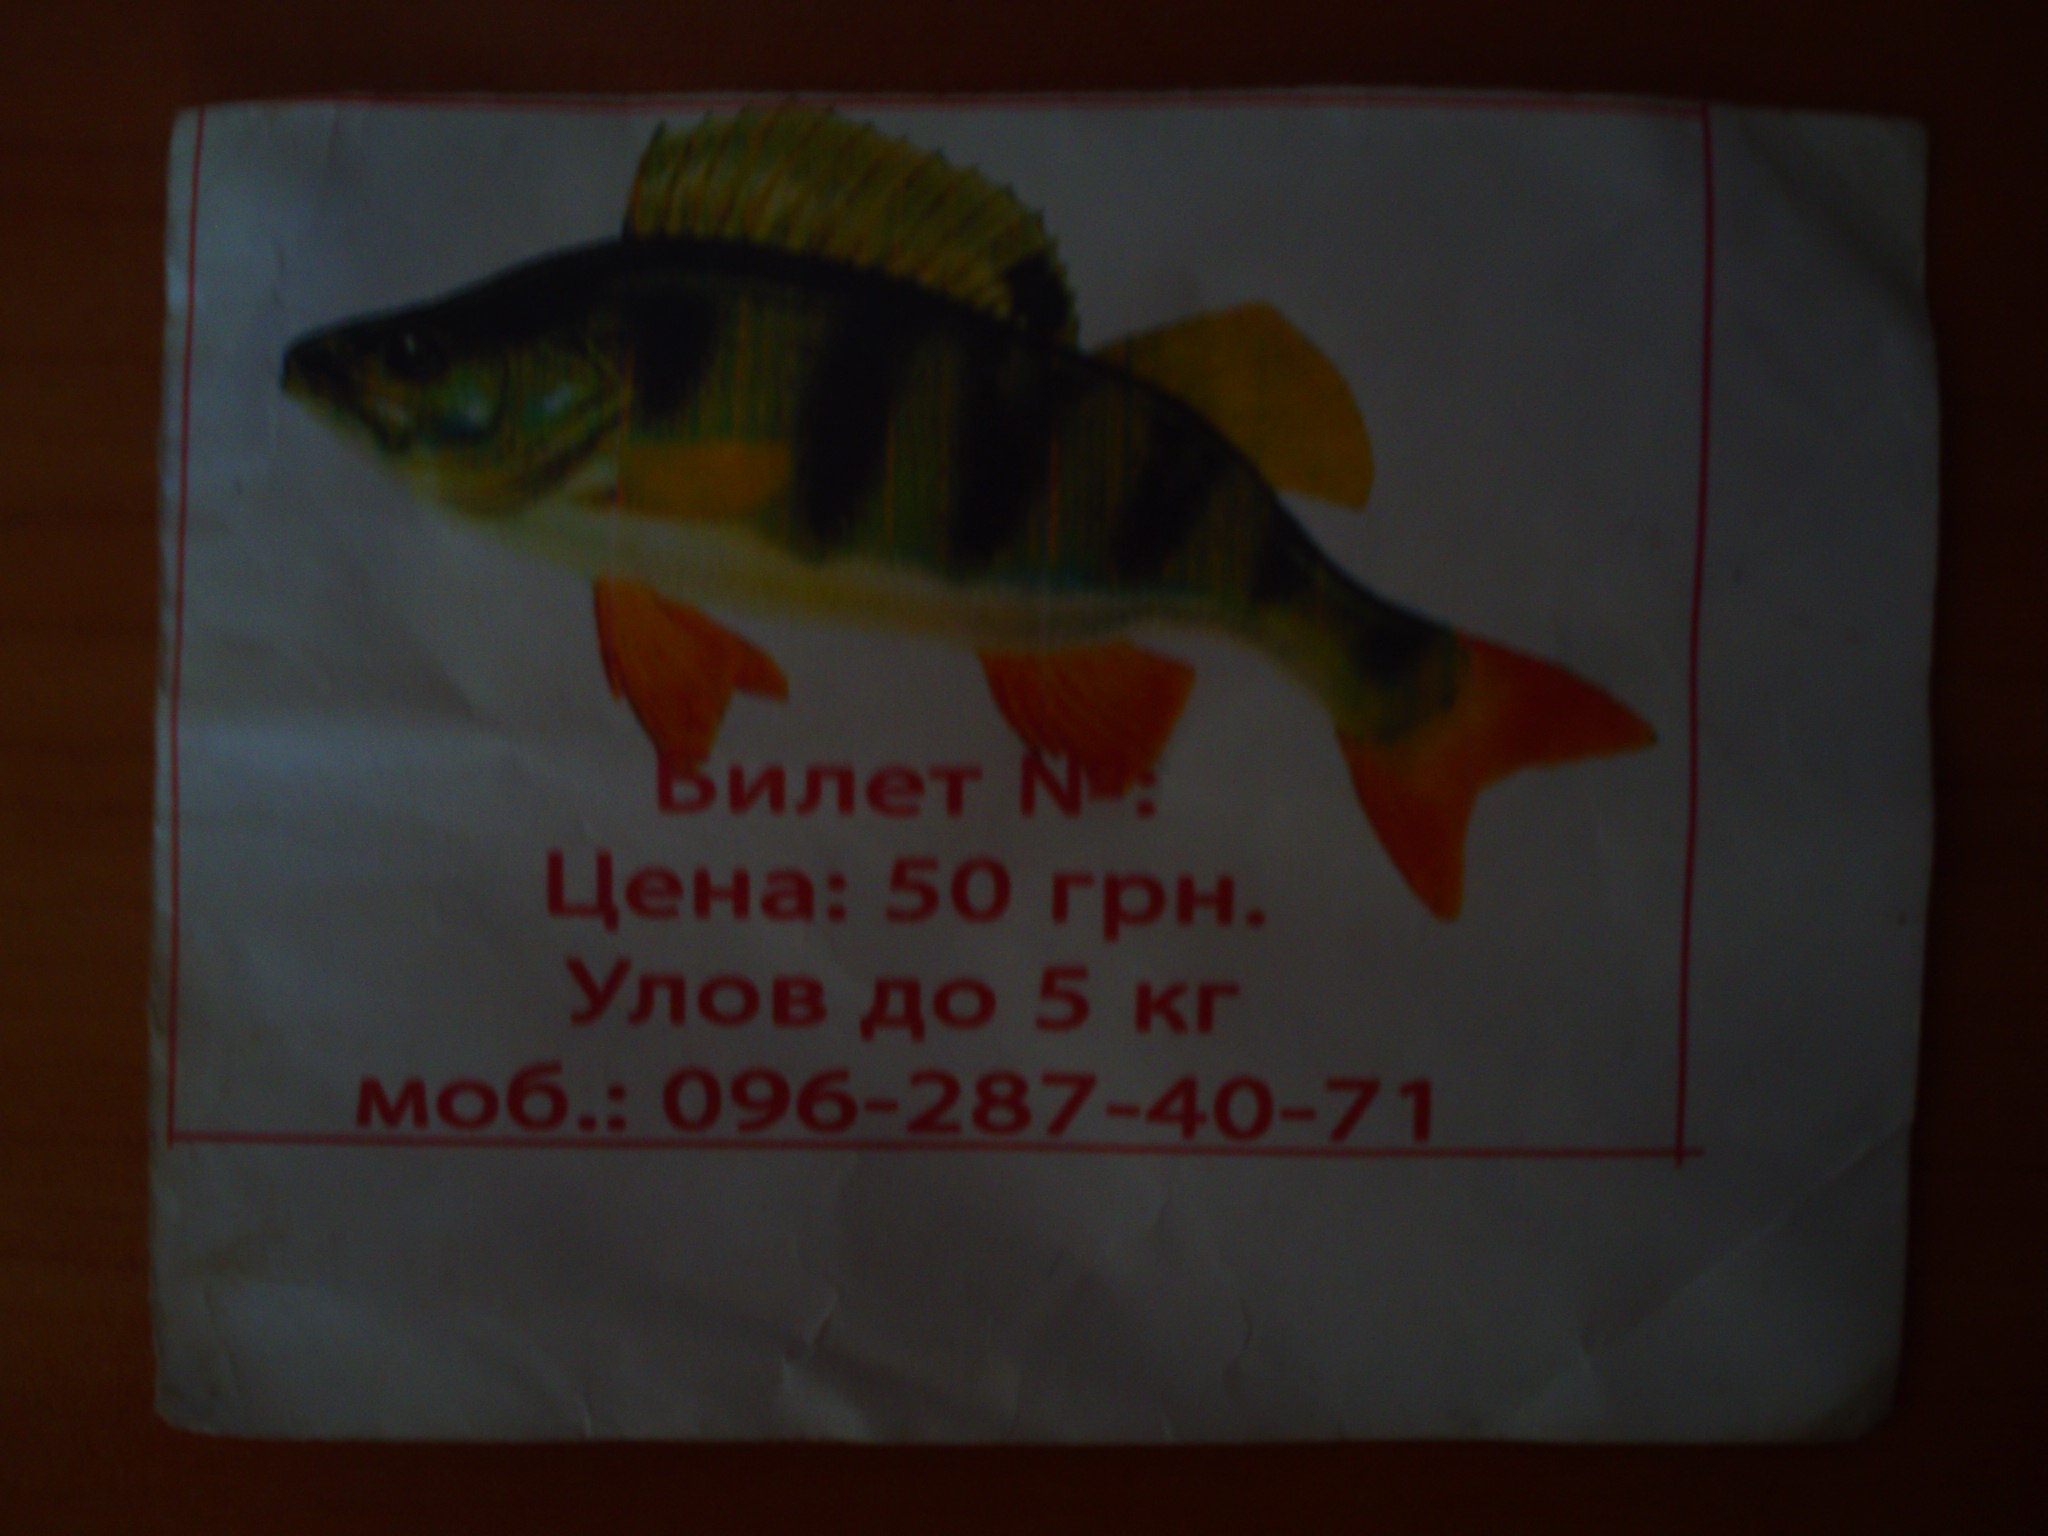 Билет №:
Цена: 50 грн.
Улов до 5 кг
моб.: 096-287-40-71